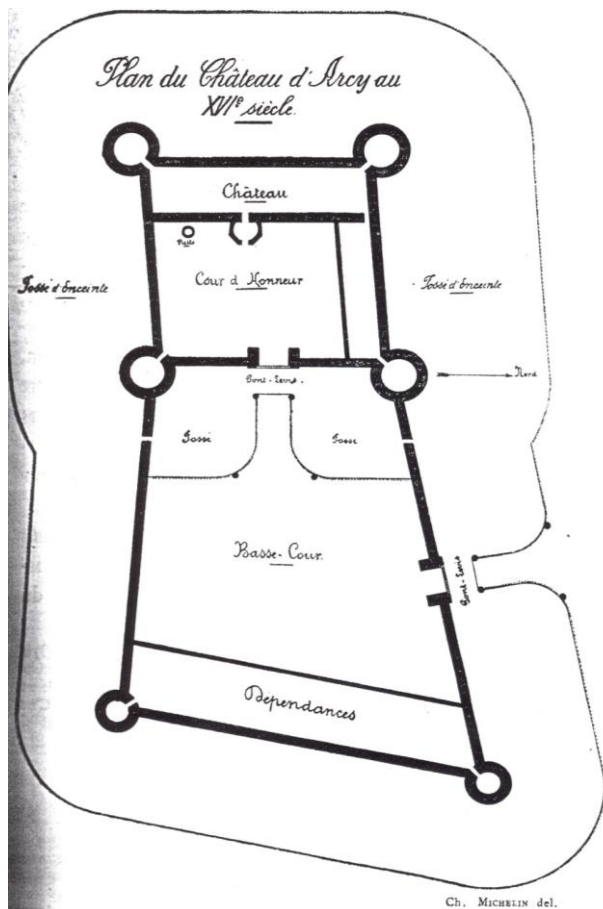 Plan du Château d'Arcy au
XVIIe siècle.
Château
Puits
Cour d'Honneur
Fossé d'Enceinte
Fossé d'Enceinte
Pont-Levis
Nord
Fossé
Fossé
Basse-Cour
Pont-Levis
Dépendances
Ch. MICHELIN del.